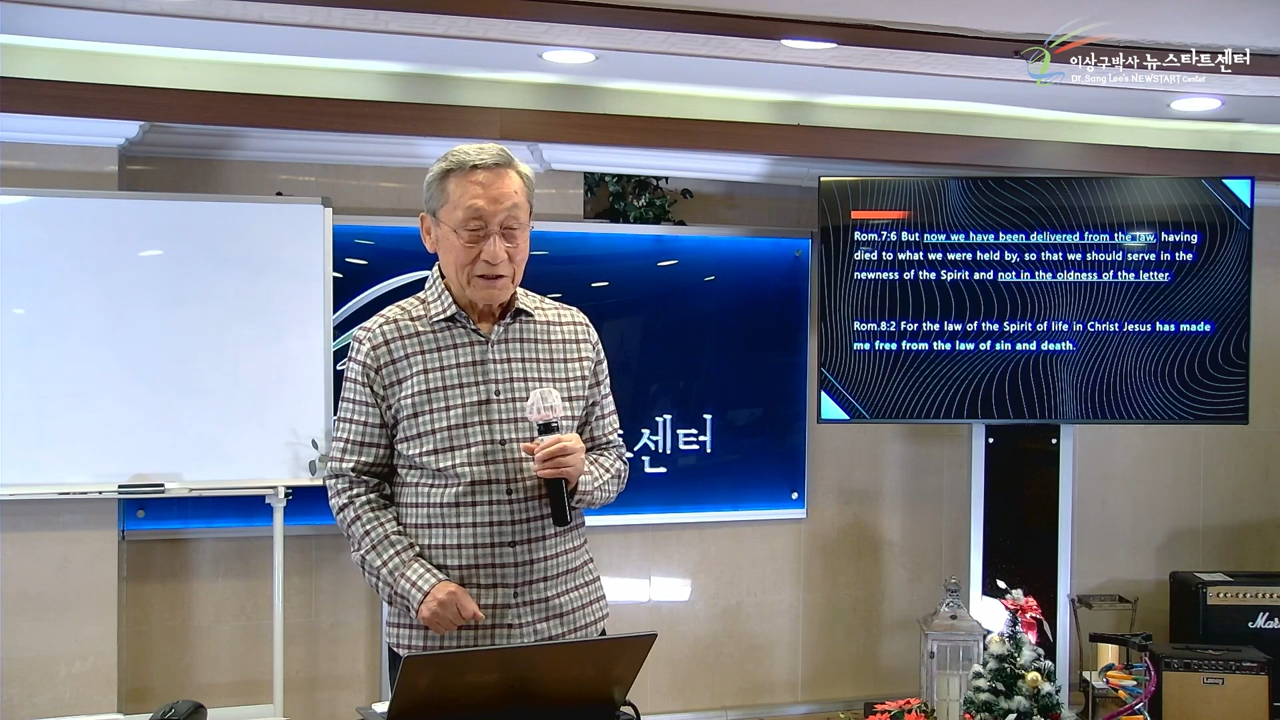 이상구박사 뉴스타트센터
Dr.Sang Lee's NEWSTART Center
Rom.7:6 But now we have been delivered from the law, having
died to what we were held by, so that we should serve in the
newness of the Spirit and not in the oldness of the letter.
Rom.8:2 For the law of the Spirit of life in Christ Jesus has made
me free from the law of sin and death.
센터
Mar
Laney